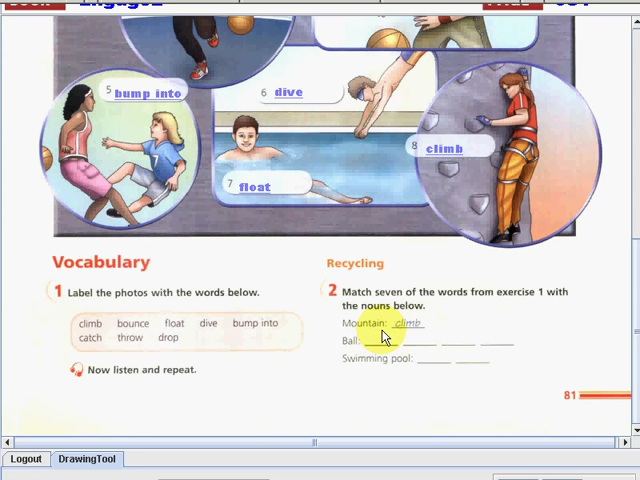 5 bump into
6 dive
7 float
8 climb
7
Vocabulary
1 Label the photos with the words below.
climb bounce float dive bump into
catch throw drop
Now listen and repeat.
Recycling
2 Match seven of the words from exercise 1 with
the nouns below.
Mountain: climb
Ball:
Swimming pool:
81
Logout DrawingTool